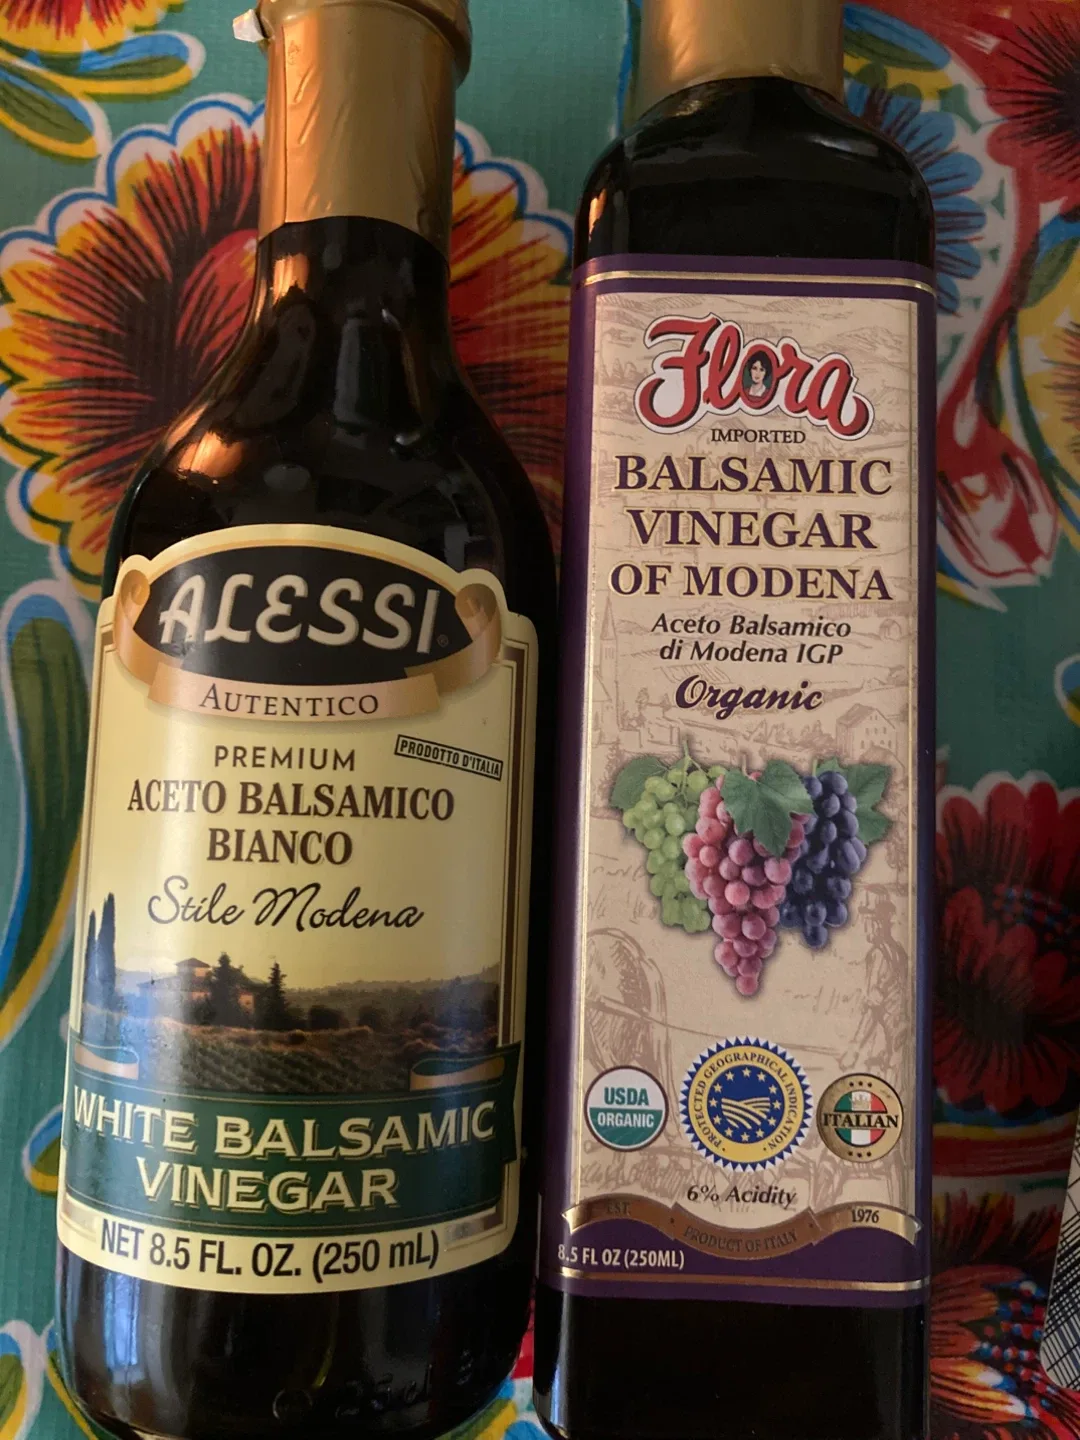 ALESSI®
AUTENTICO
PREMIUM
PRODOTTO D'ITALIA
ACETO BALSAMICO
BIANCO
Stile Modena
WHITE BALSAMIC
VINEGAR
NET 8.5 FL. OZ. (250 mL)
Flora
IMPORTED
BALSAMIC
VINEGAR
OF MODENA
Aceto Balsamico
di Modena IGP
Organic
USDA
ORGANIC
PROTECTED GEOGRAPHICAL INDICATION
ITALIAN
6% Acidity
EST. 1976
PRODUCT OF ITALY
8.5 FL OZ (250ML)